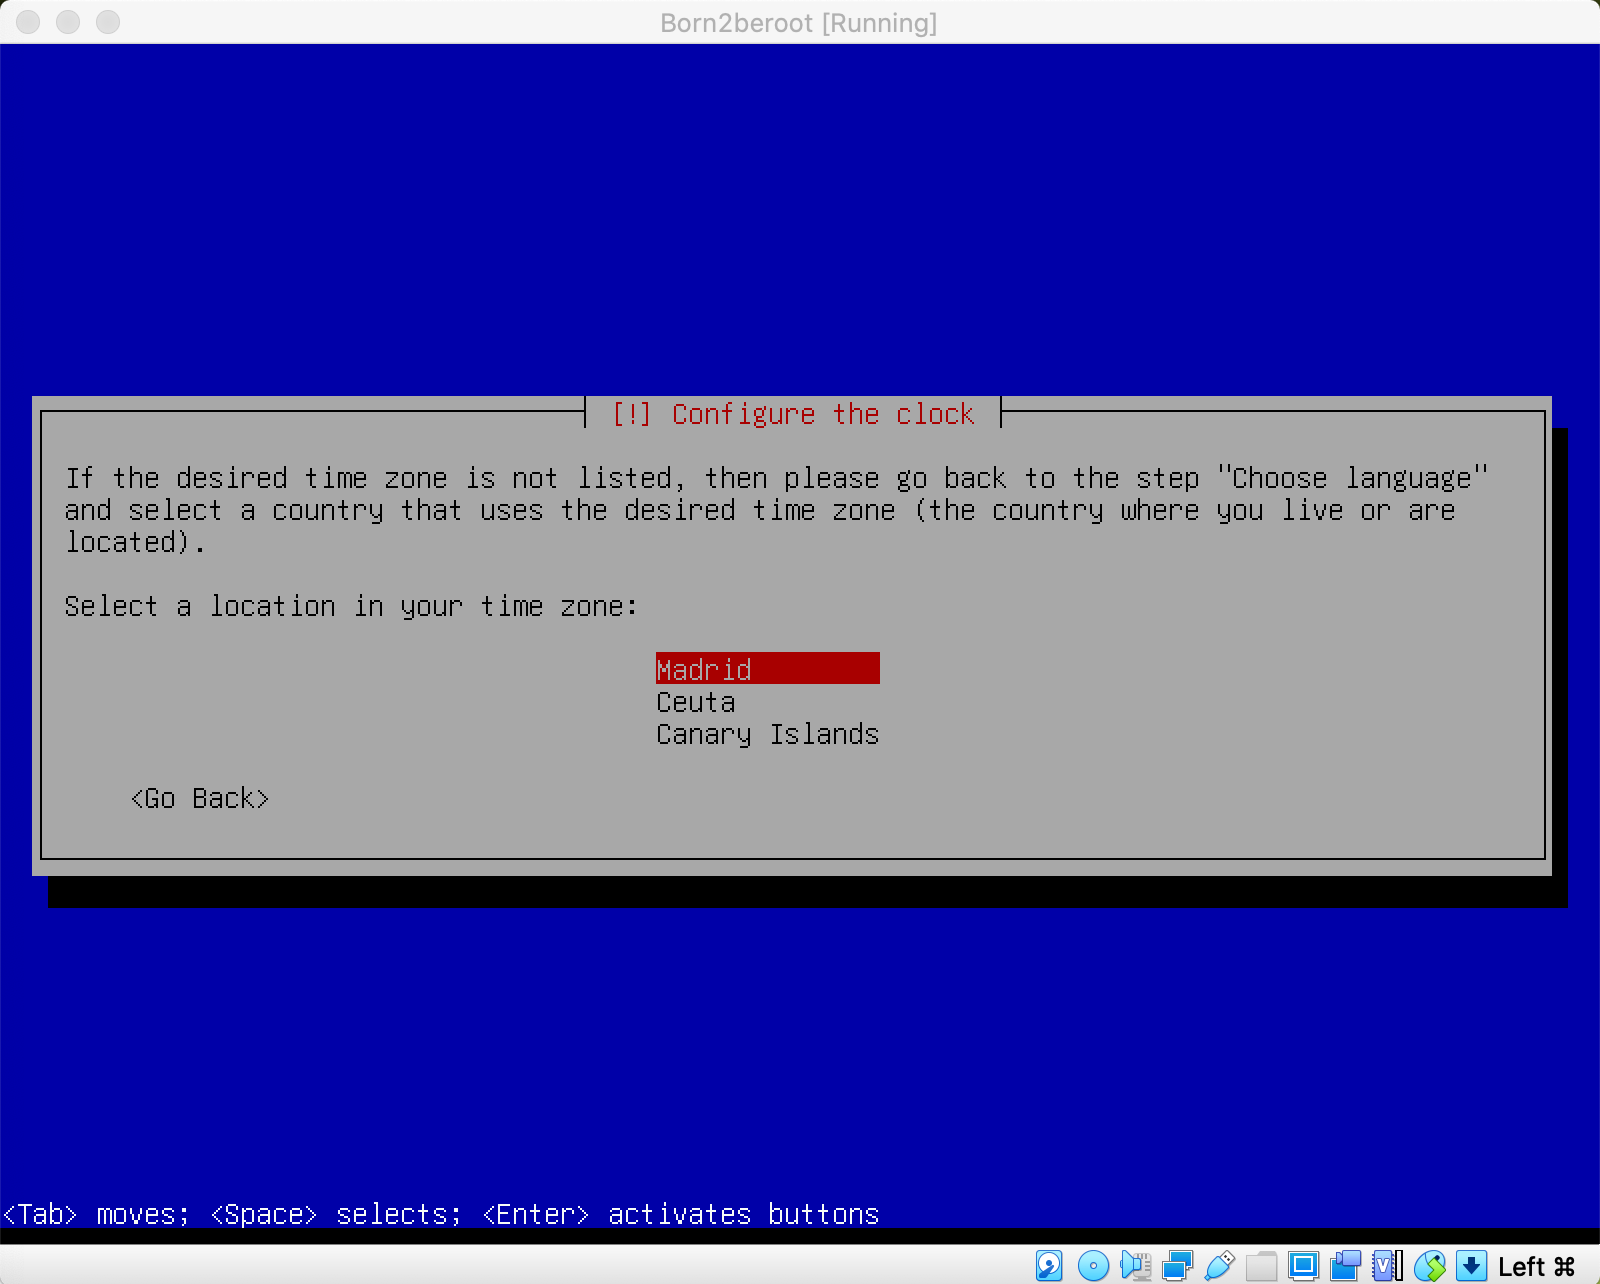 Born2beroot [Running]
[!] Configure the clock
If the desired time zone is not listed, then please go back to the step "Choose language"
and select a country that uses the desired time zone (the country where you live or are
located).
Select a location in your time zone:
Madrid
Ceuta
Canary Islands
<Go Back>
<Tab> moves; <Space> selects; <Enter> activates buttons
Left ⌘